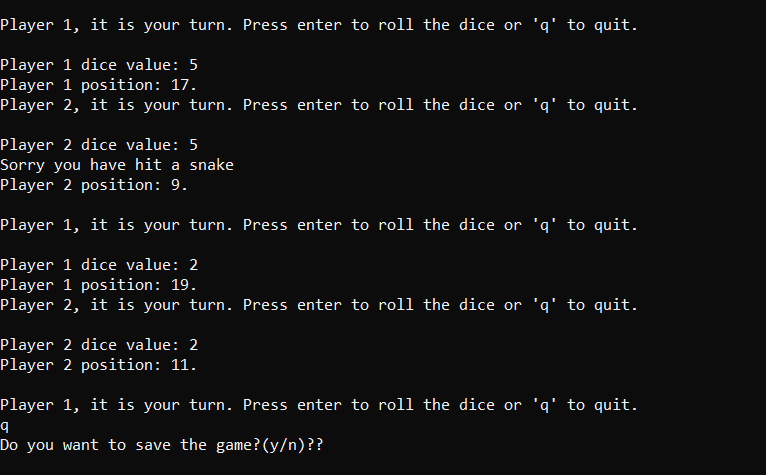 Player 1, it is your turn. Press enter to roll the dice or 'q' to quit.
Player 1 dice value: 5
Player 1 position: 17.
Player 2, it is your turn. Press enter to roll the dice or 'q' to quit.
Player 2 dice value: 5
Sorry you have hit a snake
Player 2 position: 9.
Player 1, it is your turn. Press enter to roll the dice or 'q' to quit.
Player 1 dice value: 2
Player 1 position: 19.
Player 2, it is your turn. Press enter to roll the dice or 'q' to quit.
Player 2 dice value: 2
Player 2 position: 11.
Player 1, it is your turn. Press enter to roll the dice or 'q' to quit.
q
Do you want to save the game?(y/n)??